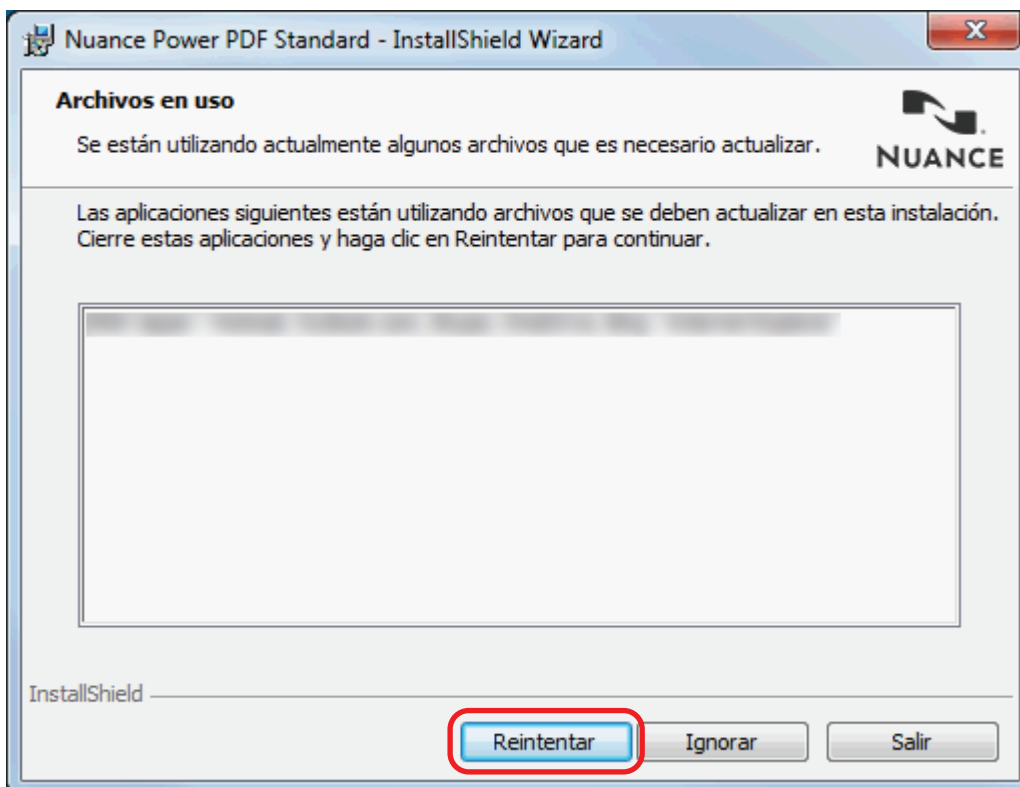 Nuance Power PDF Standard - InstallShield Wizard
Archivos en uso
Se están utilizando actualmente algunos archivos que es necesario actualizar.
NUANCE
Las aplicaciones siguientes están utilizando archivos que se deben actualizar en esta instalación.
Cierre estas aplicaciones y haga clic en Reintentar para continuar.
InstallShield
Reintentar
Ignorar
Salir